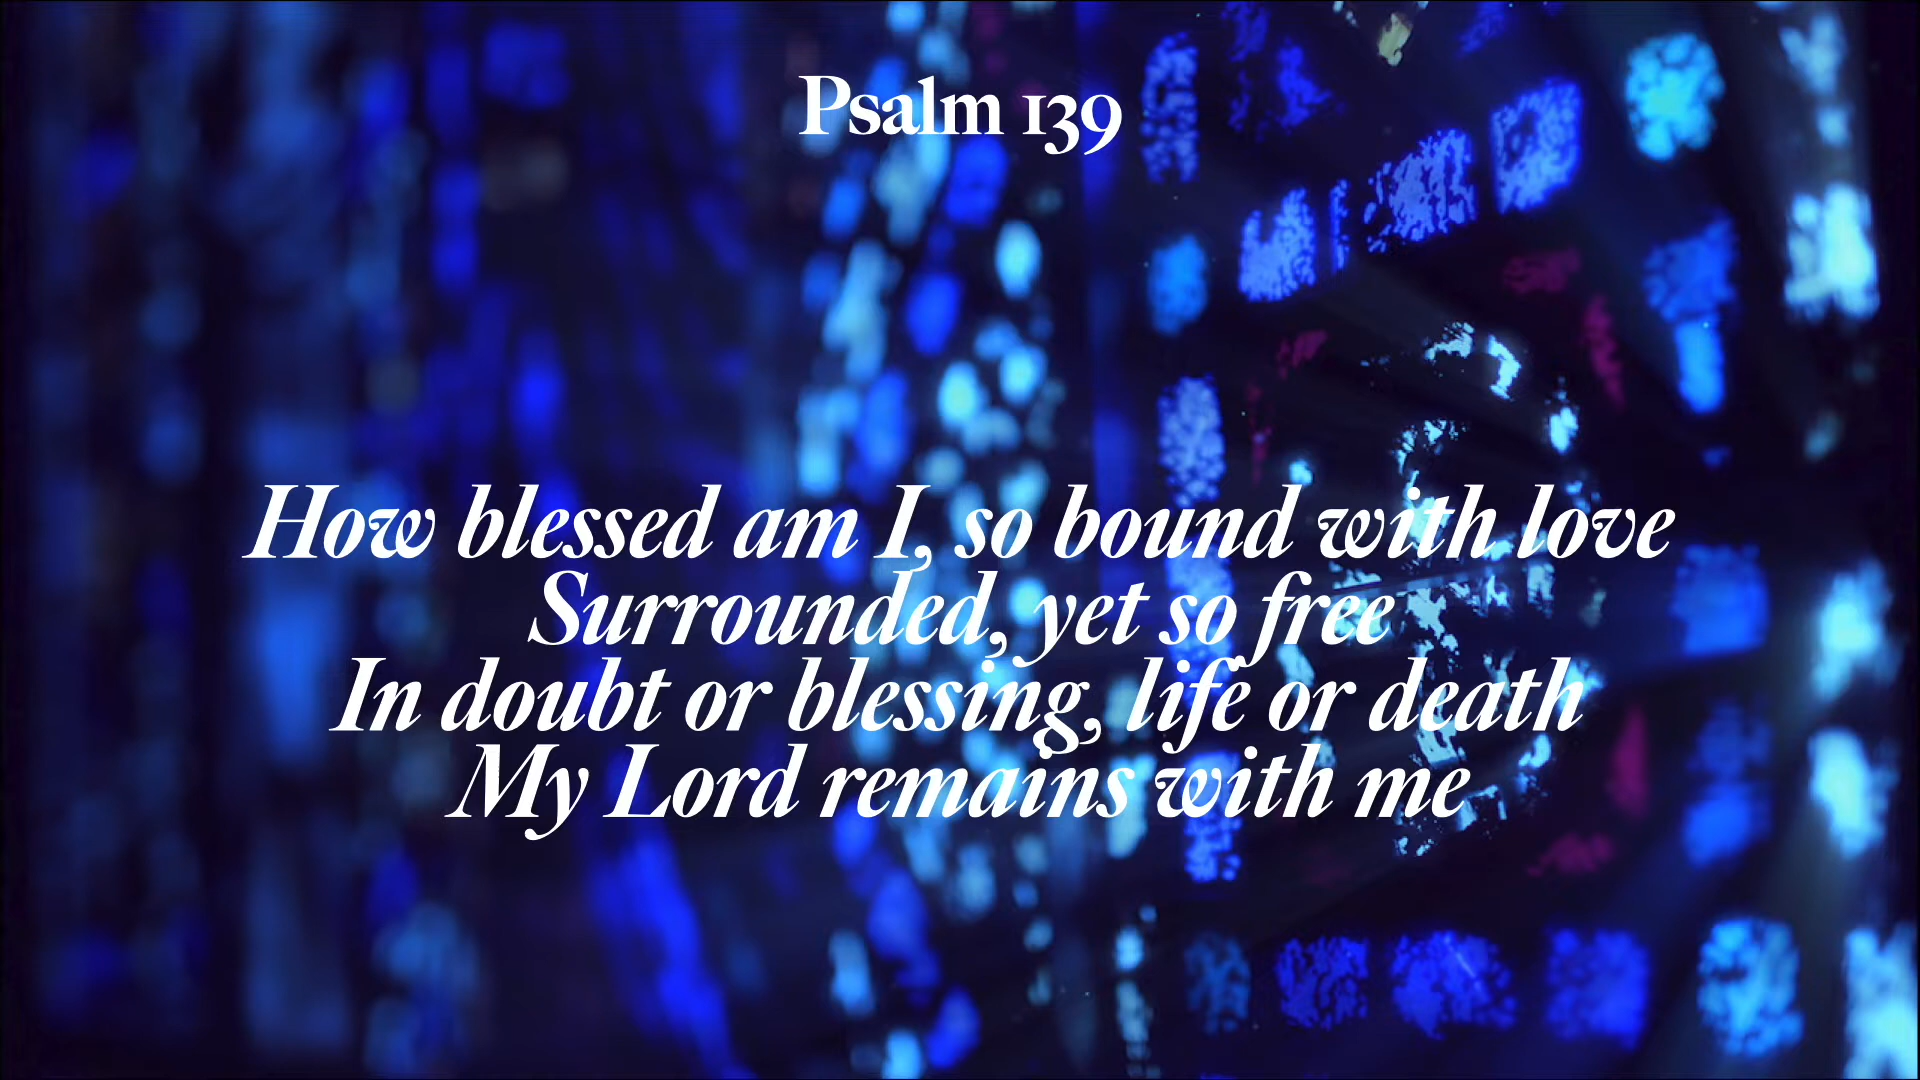 Psalm 139
How blessed am I, so bound with love
Surrounded, yet so free
In doubt or blessing, life or death
My Lord remains with me